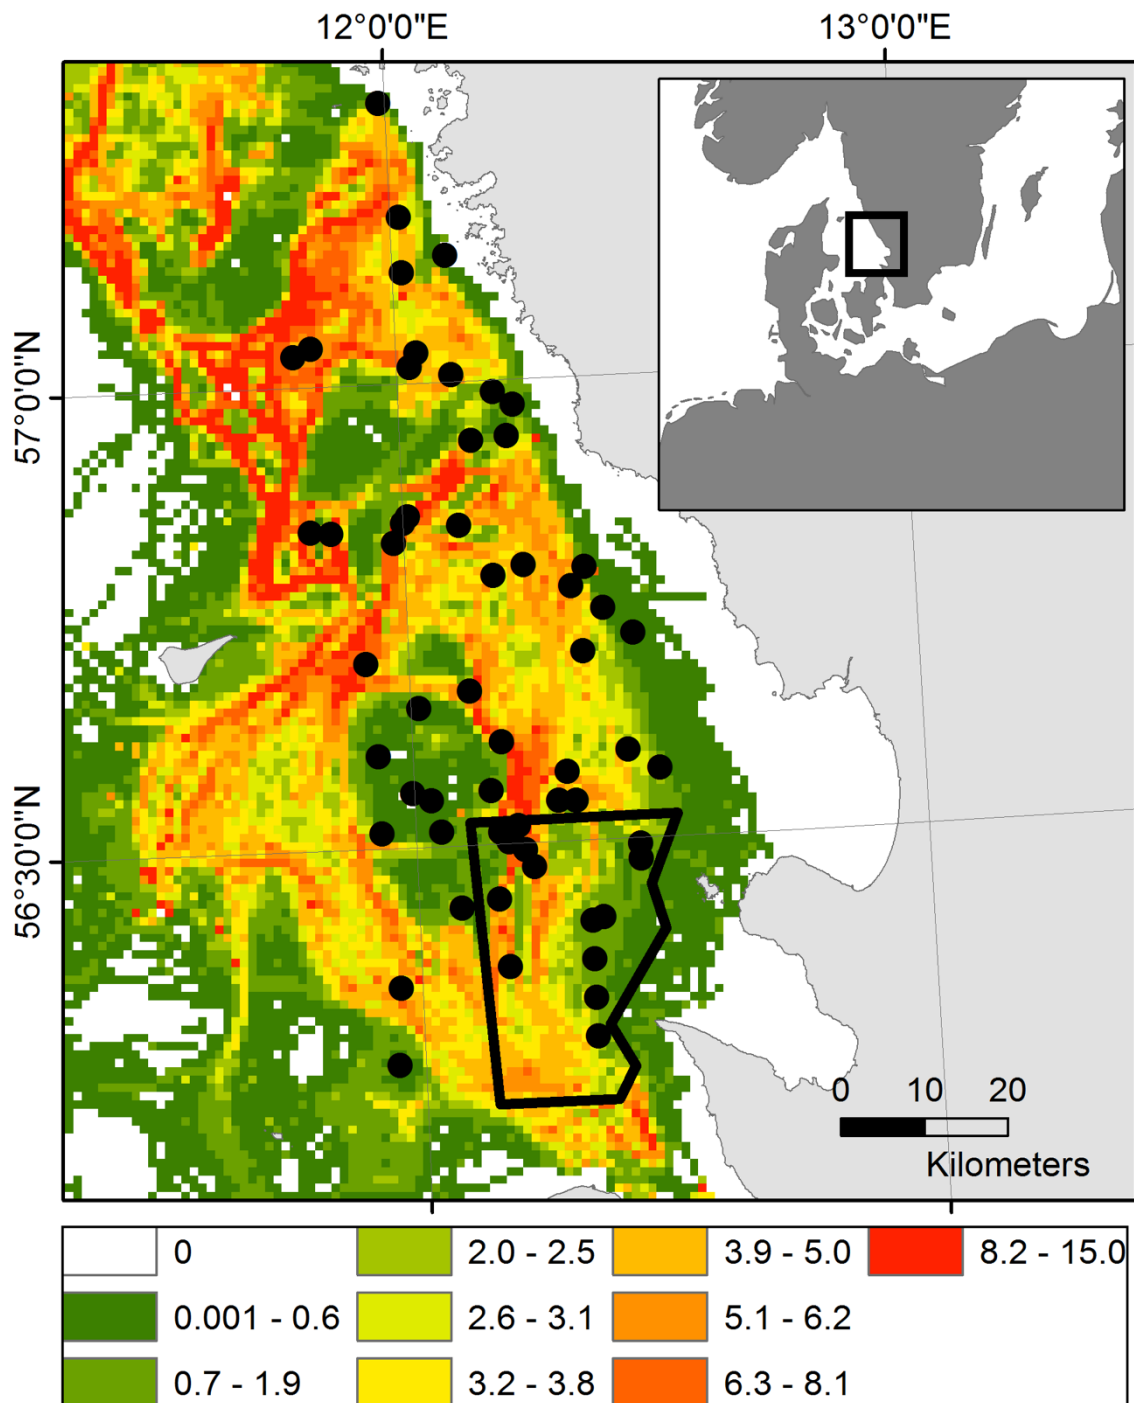 12°0'0"E 13°0'0"E
57°0'0"N
56°30'0"N
0 10 20
Kilometers
0 2.0 - 2.5 3.9 - 5.0 8.2 - 15.0
0.001 - 0.6 2.6 - 3.1 5.1 - 6.2
0.7 - 1.9 3.2 - 3.8 6.3 - 8.1